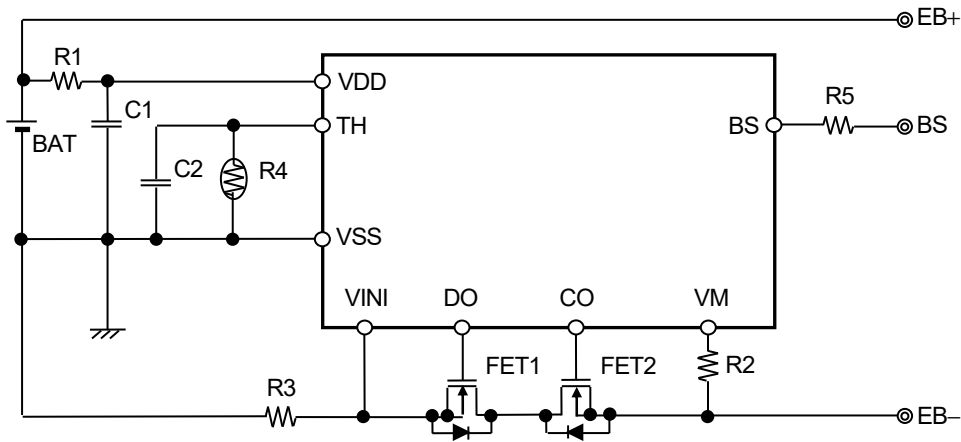 EB+
R1
VDD
C1
R5
TH
BS
BS
BAT
C2
R4
VSS
VINI
DO
CO
VM
FET1
FET2
R2
R3
EB−